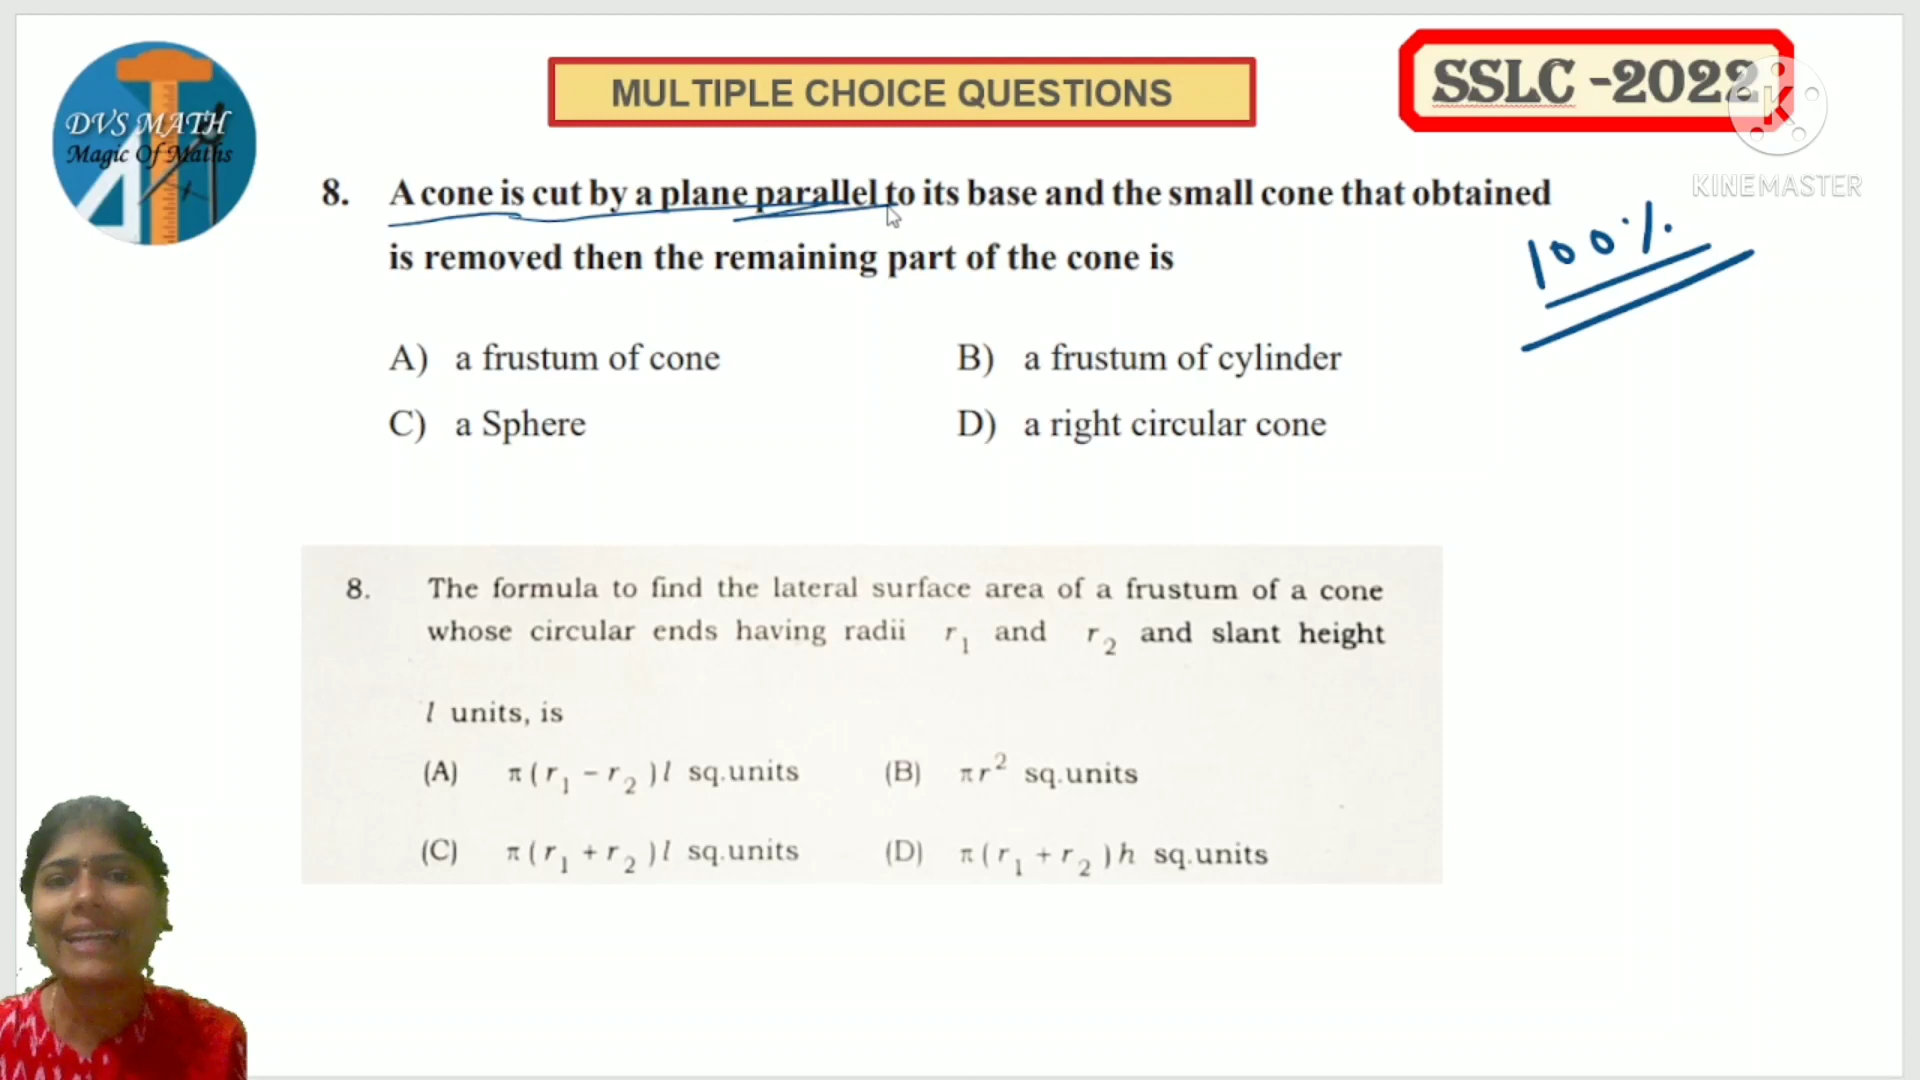 DVS MATH
Magic Of Maths
MULTIPLE CHOICE QUESTIONS
SSLC -2022
KINEMASTER
8. A cone is cut by a plane parallel to its base and the small cone that obtained
is removed then the remaining part of the cone is
100%
A) a frustum of cone B) a frustum of cylinder
C) a Sphere D) a right circular cone
8. The formula to find the lateral surface area of a frustum of a cone
whose circular ends having radii r₁ and r₂ and slant height
l units, is
(A) π ( r₁ − r₂ ) l sq.units (B) πr² sq.units
(C) π ( r₁ + r₂ ) l sq.units (D) π ( r₁ + r₂ ) h sq.units